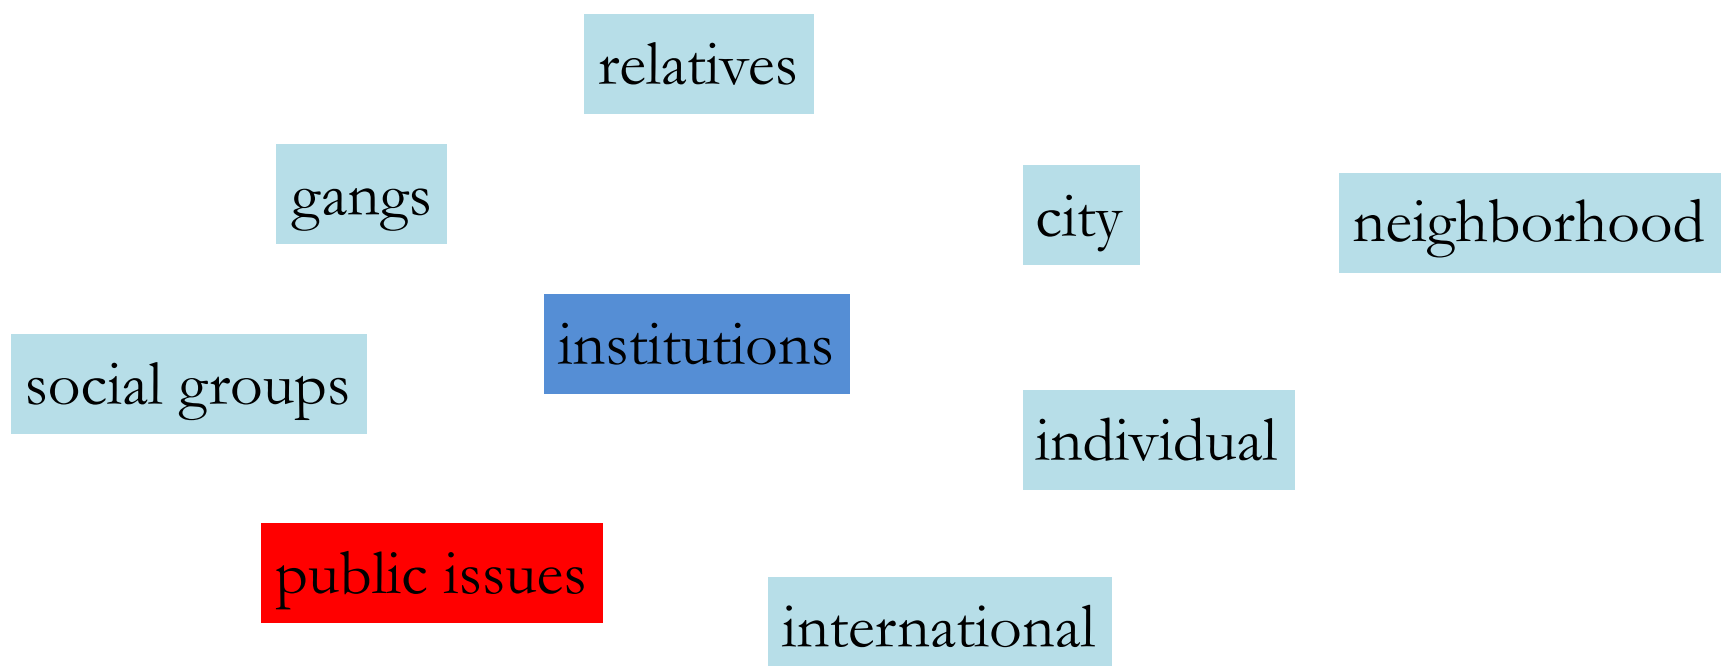 relatives
gangs
city
neighborhood
institutions
social groups
individual
public issues
international